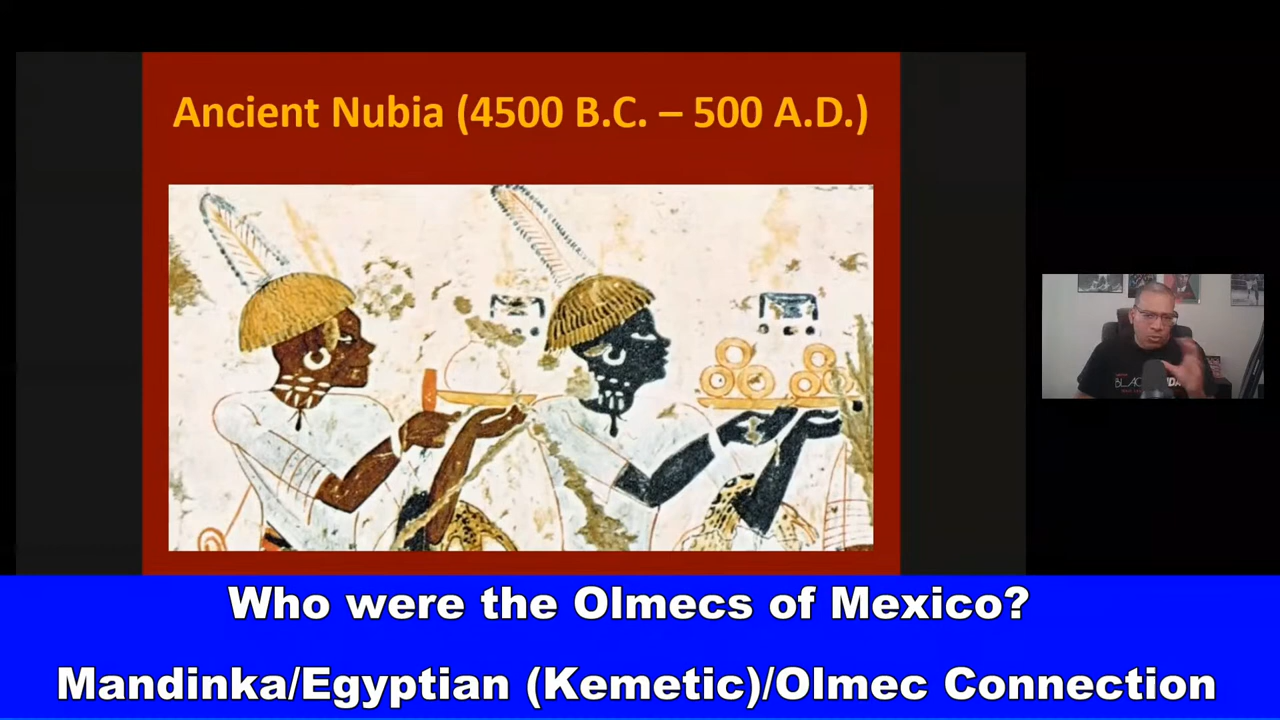 Ancient Nubia (4500 B.C. – 500 A.D.)
Who were the Olmecs of Mexico?
Mandinka/Egyptian (Kemetic)/Olmec Connection